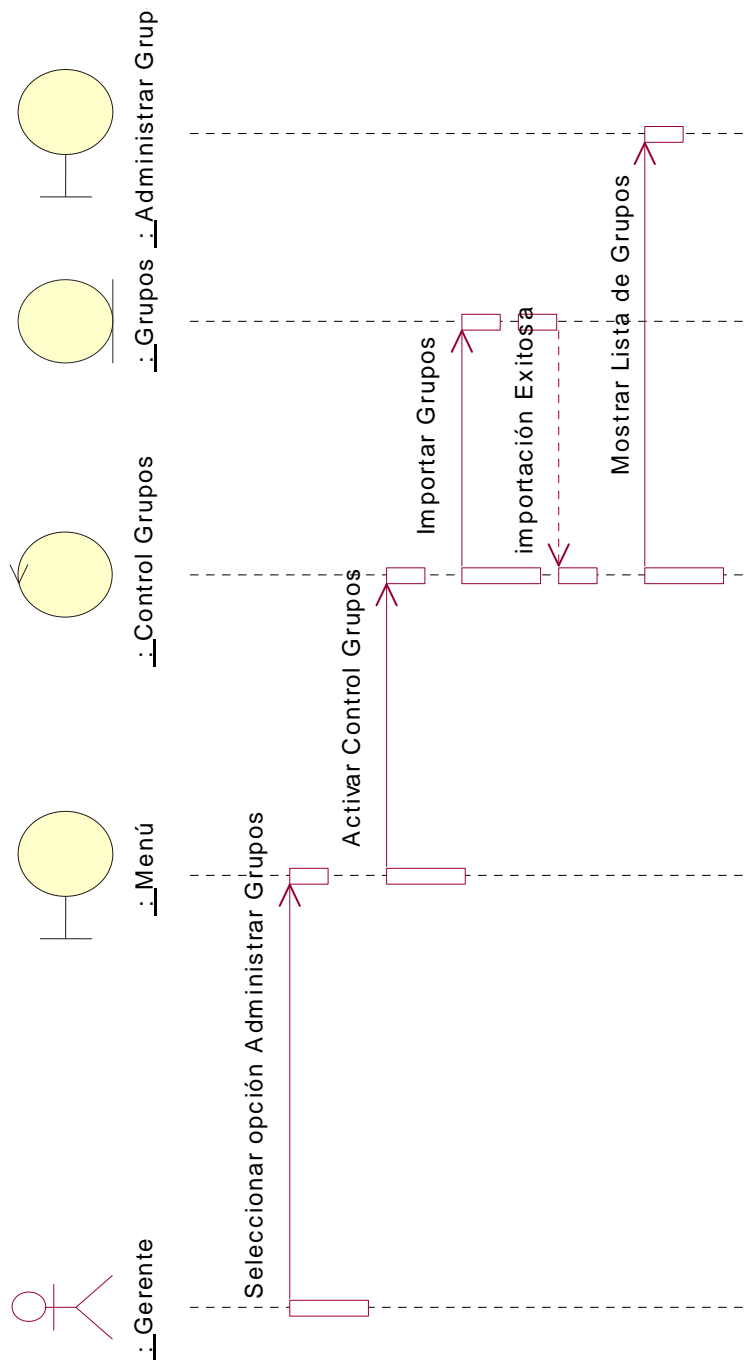 : Gerente
: Menú
: Control Grupos
: Grupos
: Administrar Grup
Seleccionar opción Administrar Grupos
Activar Control Grupos
Importar Grupos
importación Exitosa
Mostrar Lista de Grupos